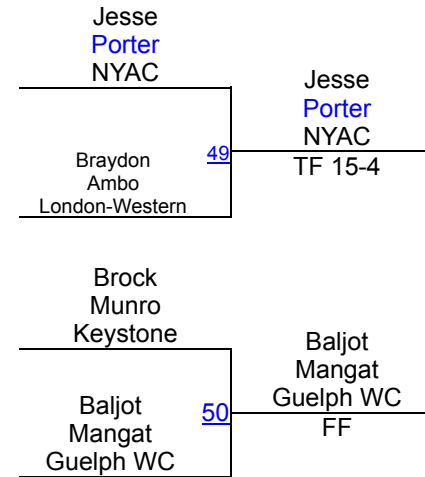 Jesse
Porter
NYAC
Braydon
Ambo
London-Western
49
Jesse
Porter
NYAC
TF 15-4
Brock
Munro
Keystone
Baljot
Mangat
Guelph WC
50
Baljot
Mangat
Guelph WC
FF